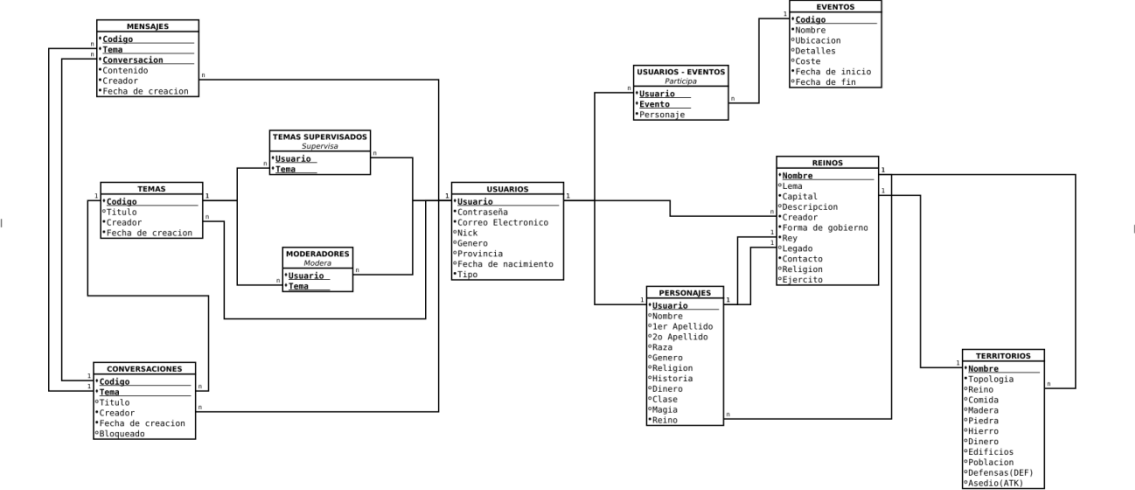 MENSAJES
Codigo
Tema
Conversacion
Contenido
Creador
Fecha de creacion
TEMAS SUPERVISADOS
Supervisa
Usuario
Tema
TEMAS
Codigo
Titulo
Creador
Fecha de creacion
MODERADORES
Modera
Usuario
Tema
CONVERSACIONES
Codigo
Tema
Titulo
Creador
Fecha de creacion
Bloqueado
USUARIOS
Usuario
Contraseña
Correo Electronico
Nick
Genero
Provincia
Fecha de nacimiento
Tipo
USUARIOS - EVENTOS
Participa
Usuario
Evento
Personaje
EVENTOS
Codigo
Nombre
Ubicacion
Detalles
Coste
Fecha de inicio
Fecha de fin
REINOS
Nombre
Lema
Capital
Descripcion
Creador
Forma de gobierno
Rey
Legado
Contacto
Religion
Ejercito
PERSONAJES
Usuario
Nombre
1er Apellido
2o Apellido
Raza
Genero
Religion
Historia
Dinero
Clase
Magia
Reino
TERRITORIOS
Nombre
Topologia
Reino
Comida
Madera
Piedra
Hierro
Dinero
Edificios
Poblacion
Defensas(DEF)
Asedio(ATK)